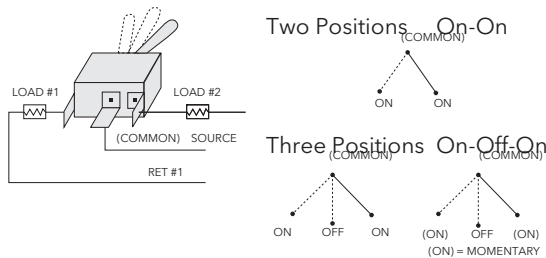 Two Positions On-On
(COMMON)
ON ON
LOAD #1 LOAD #2
(COMMON) SOURCE
RET #1
Three Positions On-Off-On
(COMMON) (COMMON)
ON OFF ON (ON) OFF (ON)
(ON) = MOMENTARY